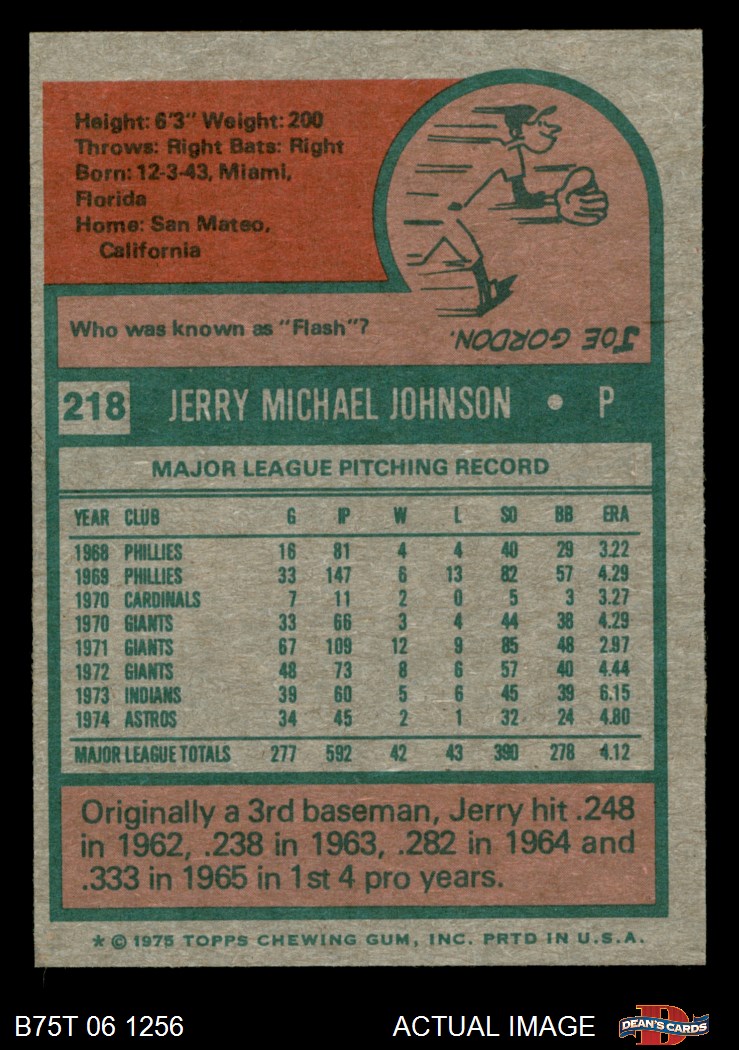 Height: 6'3" Weight: 200
Throws: Right Bats: Right
Born: 12-3-43, Miami,
Florida
Home: San Mateo,
California
Who was known as "Flash"?
JOE GORDON.
218 JERRY MICHAEL JOHNSON • P
MAJOR LEAGUE PITCHING RECORD
YEAR CLUB G IP W L SO BB ERA
1968 PHILLIES 16 81 4 4 40 29 3.22
1969 PHILLIES 33 147 6 13 82 57 4.29
1970 CARDINALS 7 11 2 0 5 3 3.27
1970 GIANTS 33 66 3 4 44 38 4.29
1971 GIANTS 67 109 12 9 85 48 2.97
1972 GIANTS 48 73 8 6 57 40 4.44
1973 INDIANS 39 60 5 6 45 39 6.15
1974 ASTROS 34 45 2 1 32 24 4.80
MAJOR LEAGUE TOTALS 277 592 42 43 390 278 4.12
Originally a 3rd baseman, Jerry hit .248
in 1962, .238 in 1963, .282 in 1964 and
.333 in 1965 in 1st 4 pro years.
* © 1975 TOPPS CHEWING GUM, INC. PRTD IN U.S.A.
B75T 06 1256 ACTUAL IMAGE
D
DEAN'S CARDS